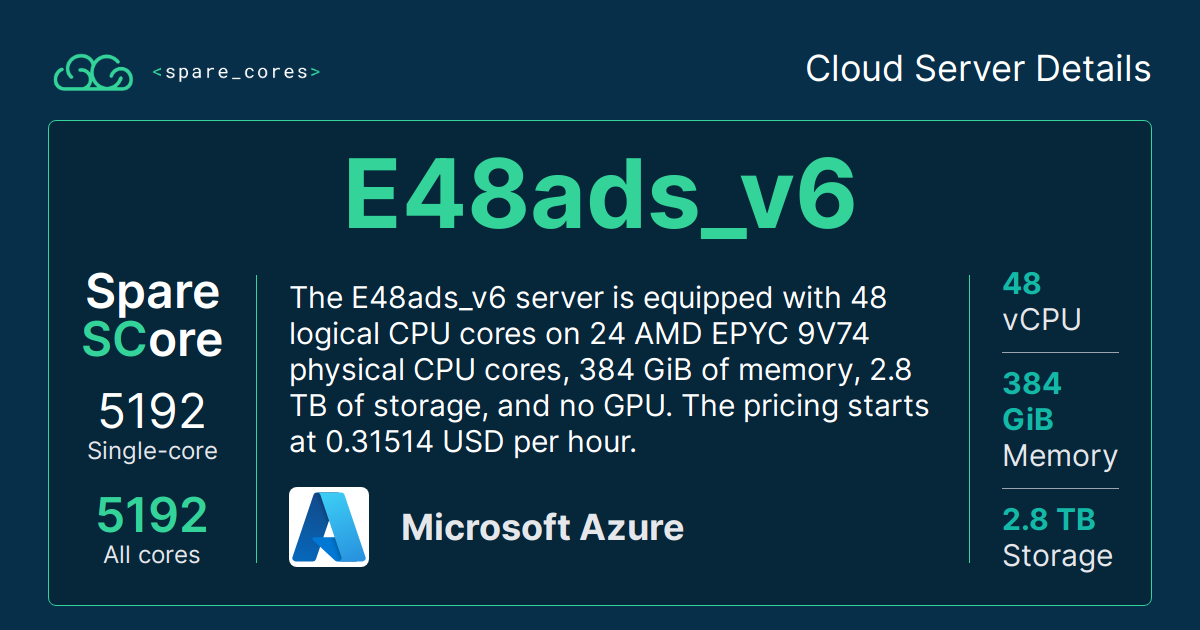 <spare_cores>
Cloud Server Details
E48ads_v6
Spare
SCore
5192
Single-core
5192
All cores
The E48ads_v6 server is equipped with 48
logical CPU cores on 24 AMD EPYC 9V74
physical CPU cores, 384 GiB of memory, 2.8
TB of storage, and no GPU. The pricing starts
at 0.31514 USD per hour.
Microsoft Azure
48
vCPU
384
GiB
Memory
2.8 TB
Storage